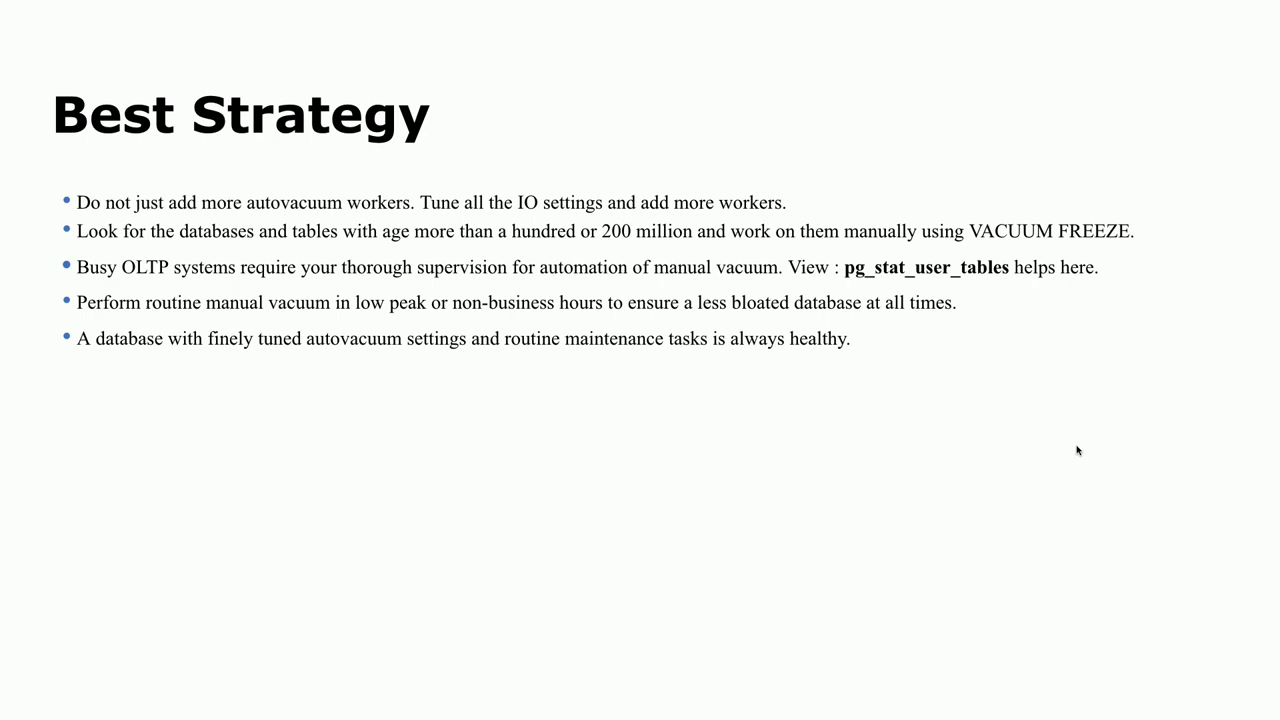 Best Strategy
• Do not just add more autovacuum workers. Tune all the IO settings and add more workers.
• Look for the databases and tables with age more than a hundred or 200 million and work on them manually using VACUUM FREEZE.
• Busy OLTP systems require your thorough supervision for automation of manual vacuum. View : pg_stat_user_tables helps here.
• Perform routine manual vacuum in low peak or non-business hours to ensure a less bloated database at all times.
• A database with finely tuned autovacuum settings and routine maintenance tasks is always healthy.